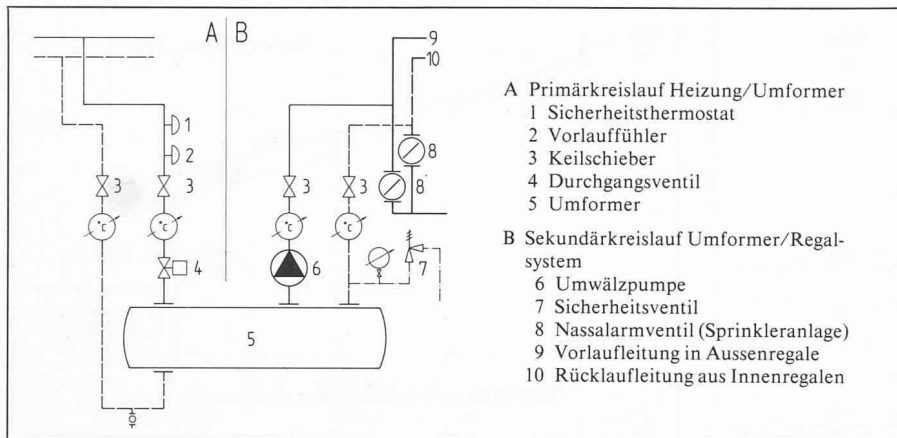 A B
9
10
1
2
3
3
3
3
8
8
°C
°C
°C
°C
4
6
7
5
A Primärkreislauf Heizung/Umformer
1 Sicherheitsthermostat
2 Vorlauffühler
3 Keilschieber
4 Durchgangsventil
5 Umformer
B Sekundärkreislauf Umformer/Regal-
system
6 Umwälzpumpe
7 Sicherheitsventil
8 Nassalarmventil (Sprinkleranlage)
9 Vorlaufleitung in Aussenregale
10 Rücklaufleitung aus Innenregalen